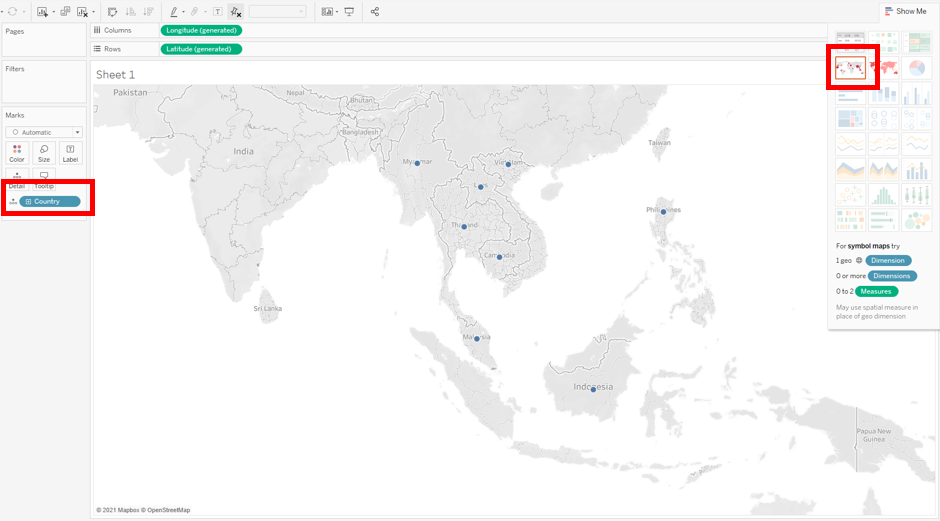 Show Me
Pages
Columns
Longitude (generated)
Rows
Latitude (generated)
Filters
Sheet 1
Marks
Automatic
Color
Size
Label
Detail
Tooltip
Country
Pakistan
Nepal
Bhutan
Bangladesh
India
Taiwan
Myanmar
Vietnam
Laos
Thailand
Philippines
Cambodia
Sri Lanka
Malaysia
Indonesia
Papua New
Guinea
© 2021 Mapbox © OpenStreetMap
For symbol maps try
1 geo Dimension
0 or more Dimensions
0 to 2 Measures
May use spatial measure in
place of geo dimension